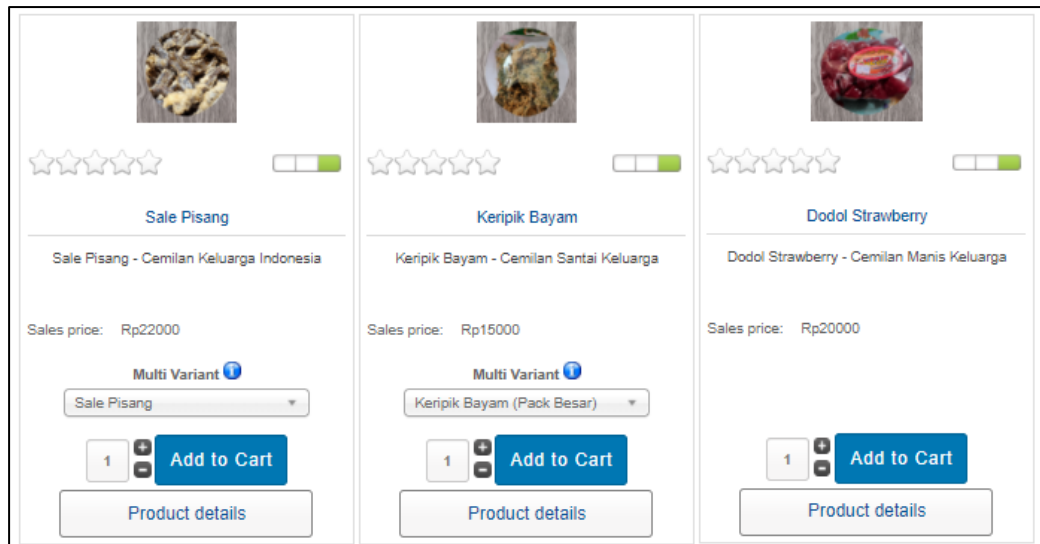 Sale Pisang
Sale Pisang - Cemilan Keluarga Indonesia
Sales price: Rp22000
Multi Variant
Sale Pisang
1
Add to Cart
Product details
Keripik Bayam
Keripik Bayam - Cemilan Santai Keluarga
Sales price: Rp15000
Multi Variant
Keripik Bayam (Pack Besar)
1
Add to Cart
Product details
Dodol Strawberry
Dodol Strawberry - Cemilan Manis Keluarga
Sales price: Rp20000
1
Add to Cart
Product details